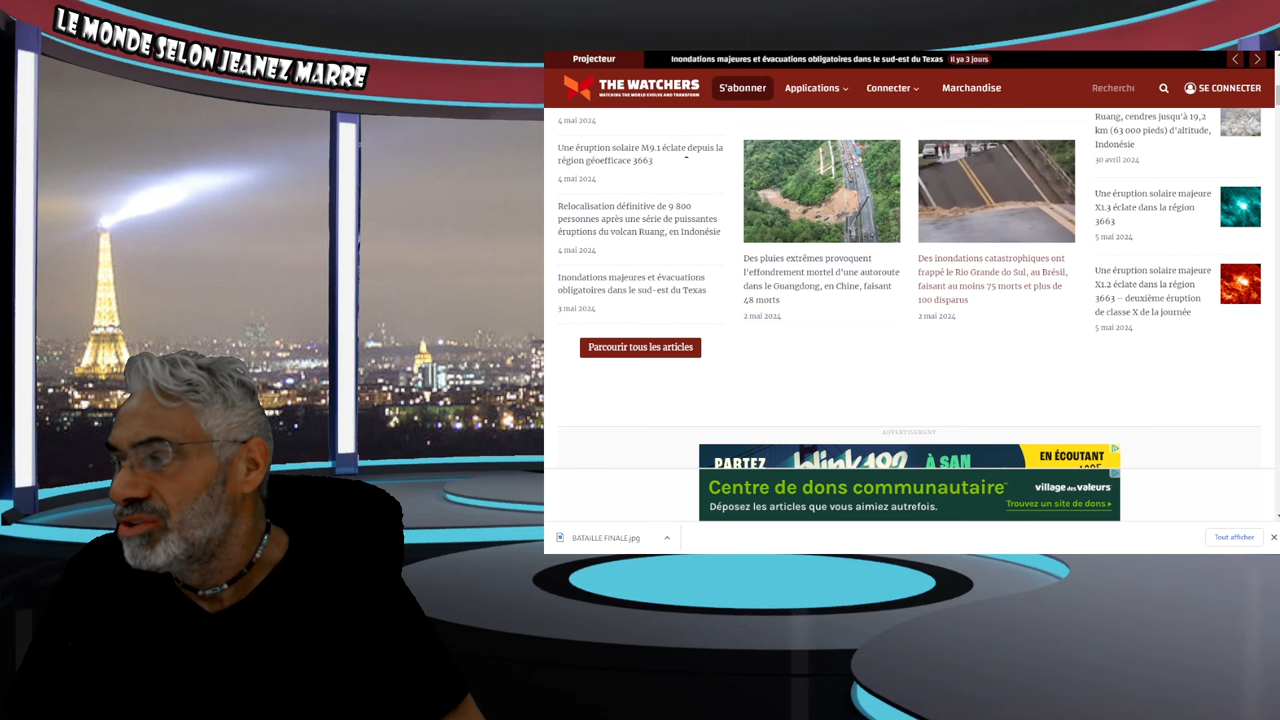 LE MONDE SELON JEANEZ MARRE
Projecteur
Inondations majeures et évacuations obligatoires dans le sud-est du Texas Il ya 3 jours
THE WATCHERS
WATCHING THE WORLD EVOLVE AND TRANSFORM
S'abonner
Applications
Connecter
Marchandise
Recherche
SE CONNECTER
4 mai 2024
Une éruption solaire M9.1 éclate depuis la
région géoefficace 3663
4 mai 2024
Relocalisation définitive de 9 800
personnes après une série de puissantes
éruptions du volcan Ruang, en Indonésie
4 mai 2024
Inondations majeures et évacuations
obligatoires dans le sud-est du Texas
3 mai 2024
Parcourir tous les articles
Des pluies extrêmes provoquent
l'effondrement mortel d'une autoroute
dans le Guangdong, en Chine, faisant
48 morts
2 mai 2024
Des inondations catastrophiques ont
frappé le Rio Grande do Sul, au Brésil,
faisant au moins 75 morts et plus de
100 disparus
2 mai 2024
Ruang, cendres jusqu'à 19,2
km (63 000 pieds) d'altitude,
Indonésie
30 avril 2024
Une éruption solaire majeure
X1.3 éclate dans la région
3663
5 mai 2024
Une éruption solaire majeure
X1.2 éclate dans la région
3663 – deuxième éruption
de classe X de la journée
5 mai 2024
ADVERTISEMENT
PARTEZ blink182 À SAN
EN ÉCOUTANT
Centre de dons communautaire
Déposez les articles que vous aimiez autrefois.
village des valeurs
Trouvez un site de dons
BATAILLE FINALE.jpg
Tout afficher